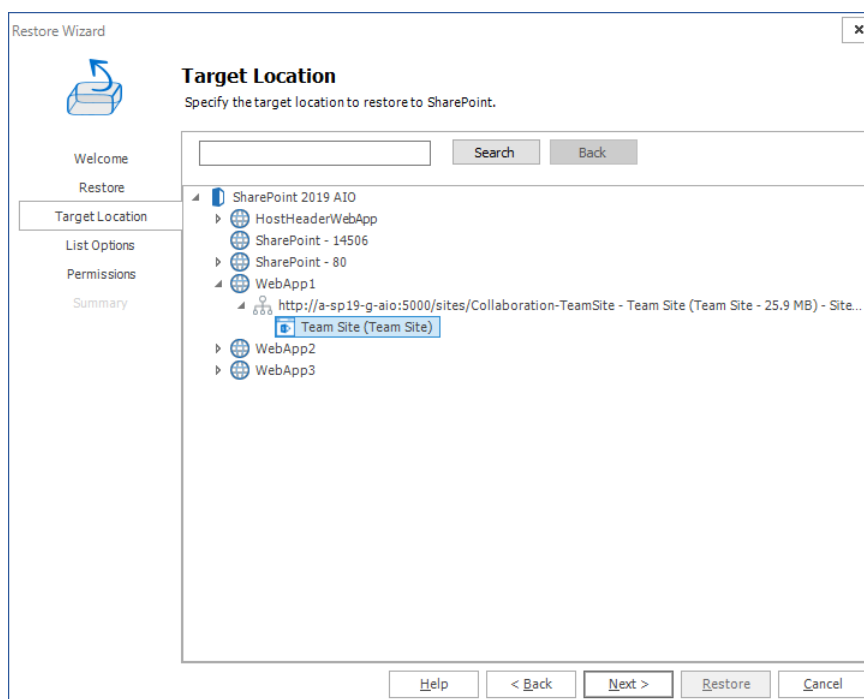 Restore Wizard
Target Location
Specify the target location to restore to SharePoint.
Welcome
Restore
Target Location
List Options
Permissions
Summary
Search Back
SharePoint 2019 AIO
HostHeaderWebApp
SharePoint - 14506
SharePoint - 80
WebApp1
http://a-sp19-g-aio:5000/sites/Collaboration-TeamSite - Team Site (Team Site - 25.9 MB) - Site...
Team Site (Team Site)
WebApp2
WebApp3
Help < Back Next > Restore Cancel